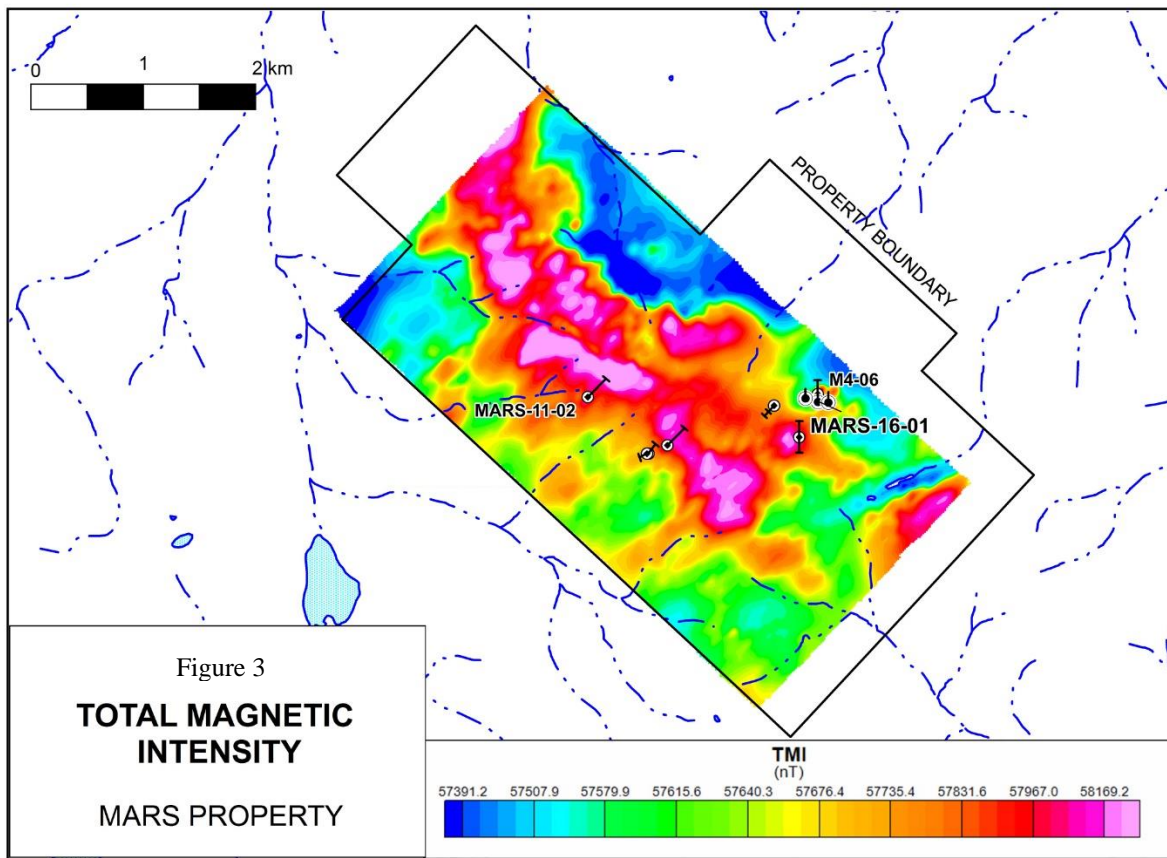 0 1 2 km
PROPERTY BOUNDARY
M4-06
MARS-11-02
MARS-16-01
Figure 3
TOTAL MAGNETIC
INTENSITY
MARS PROPERTY
TMI
(nT)
57391.2 57507.9 57579.9 57615.6 57640.3 57676.4 57735.4 57831.6 57967.0 58169.2